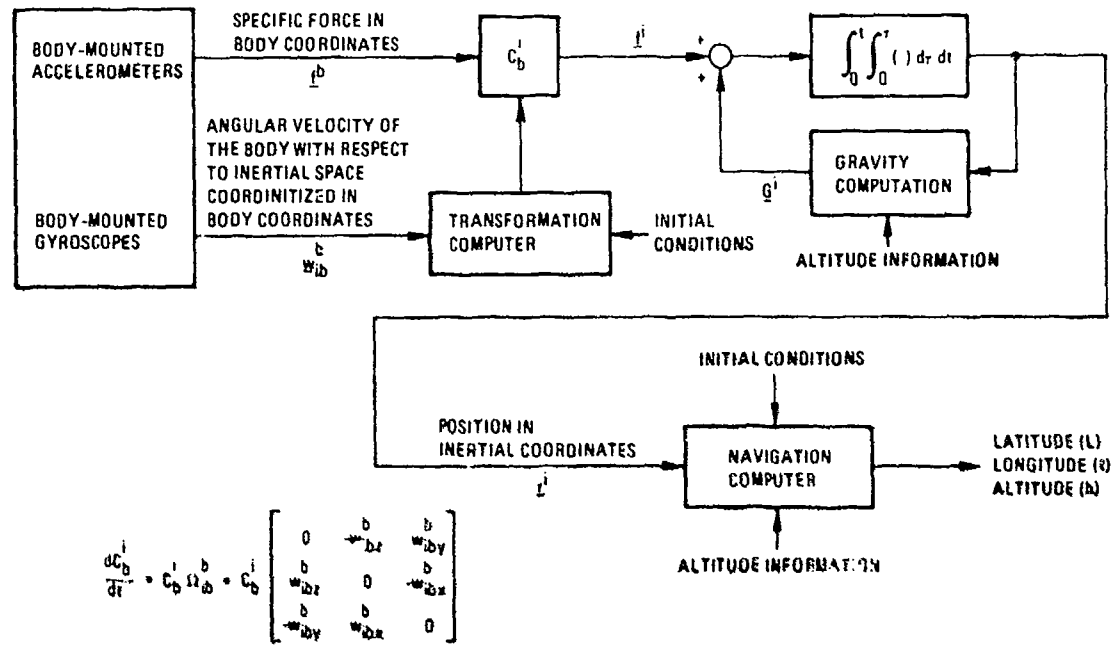 BODY-MOUNTED
ACCELEROMETERS
SPECIFIC FORCE IN
BODY COORDINATES
f^b
C_b^i
f^i
+
+
∫_0^t ∫_0^τ ( ) dτ dt
ANGULAR VELOCITY OF
THE BODY WITH RESPECT
TO INERTIAL SPACE
COORDINITIZED IN
BODY COORDINATES
BODY-MOUNTED
GYROSCOPES
w_ib^b
TRANSFORMATION
COMPUTER
INITIAL
CONDITIONS
G^i
GRAVITY
COMPUTATION
ALTITUDE INFORMATION
INITIAL CONDITIONS
POSITION IN
INERTIAL COORDINATES
r^i
NAVIGATION
COMPUTER
LATITUDE (L)
LONGITUDE (ℓ)
ALTITUDE (h)
ALTITUDE INFORMATION
dC_b^i/dt = C_b^i Ω_ib^b = C_b^i
0 -w_ibz^b w_iby^b
w_ibz^b 0 -w_ibx^b
-w_iby^b w_ibx^b 0